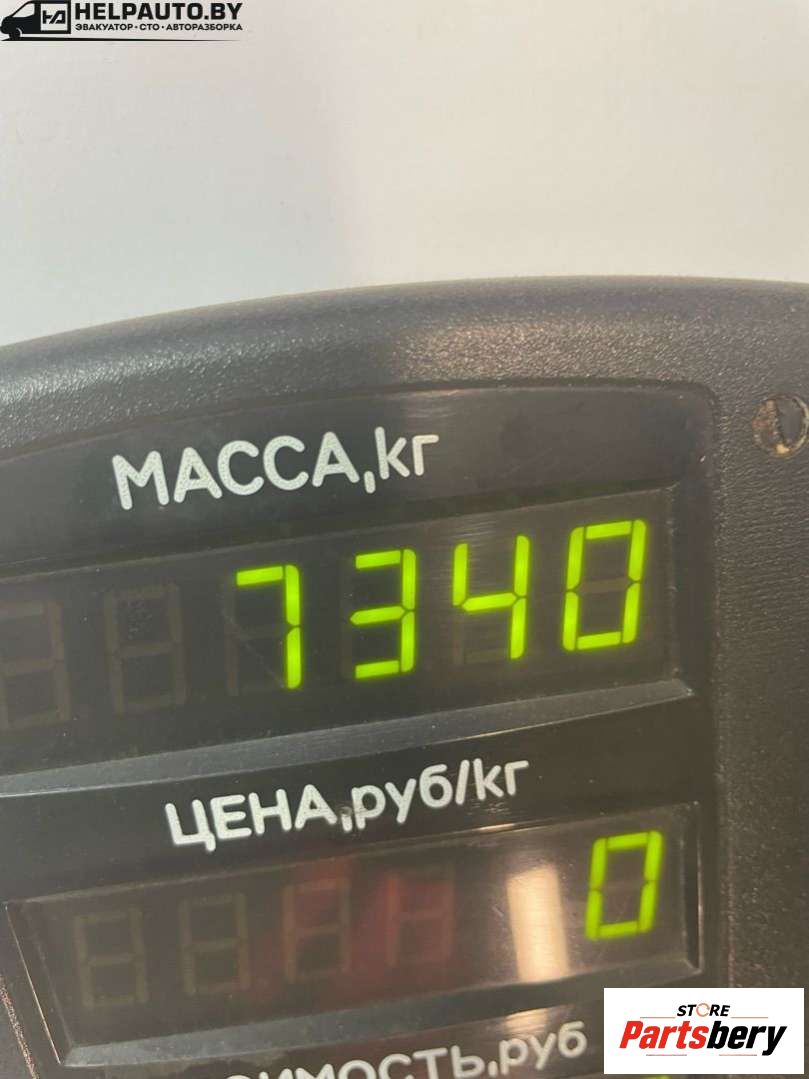 HELPAUTO.BY
ЭВАКУАТОР · СТО · АВТОРАЗБОРКА
МАССА,кг
7340
ЦЕНА,руб/кг
0
STORE
Partsbery